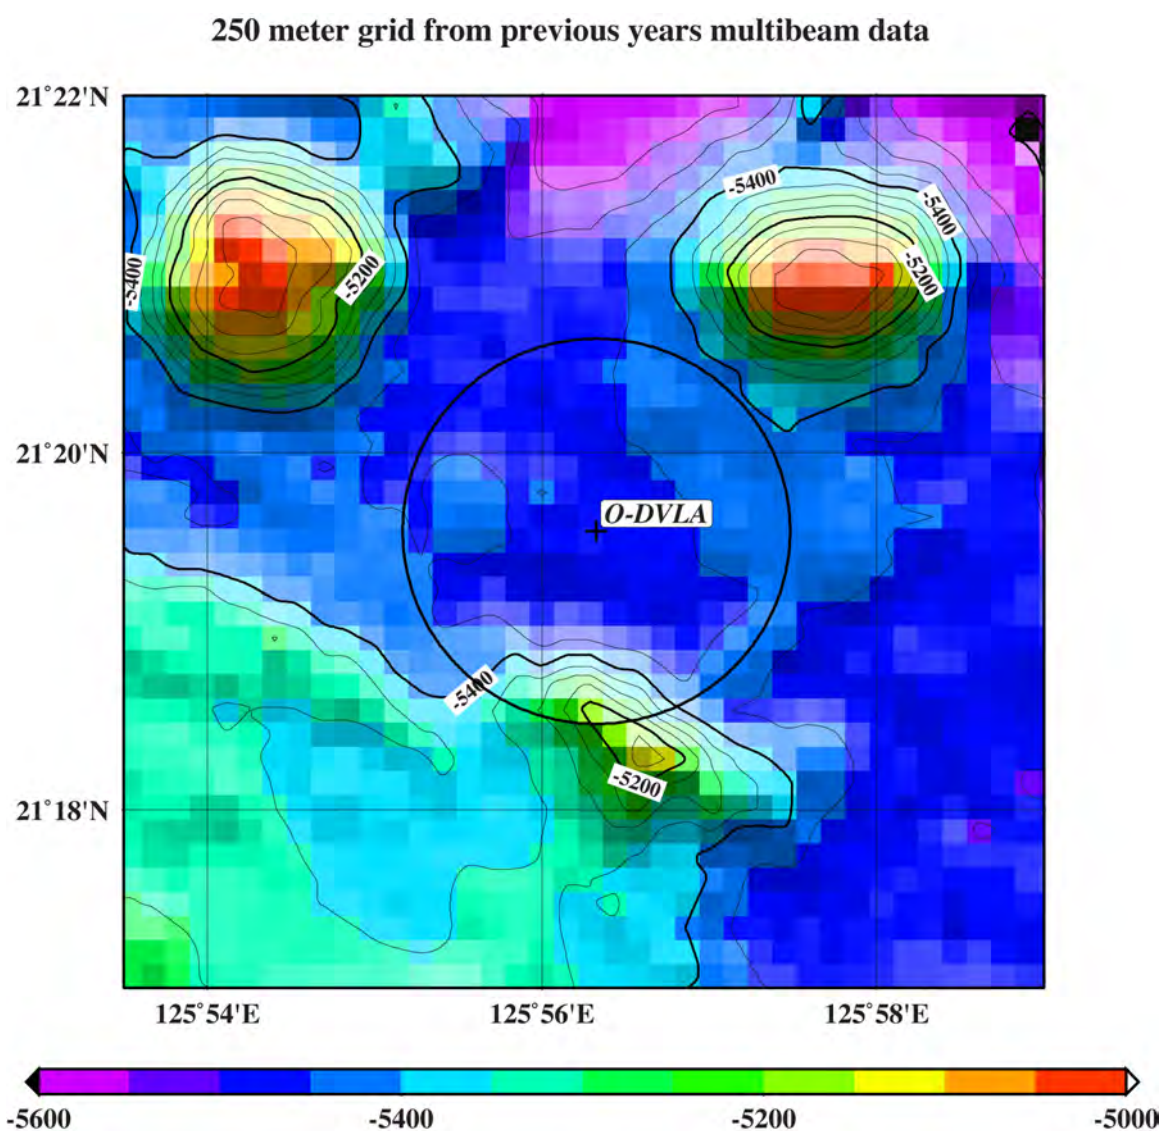 250 meter grid from previous years multibeam data
21°22'N
-5400
-5400
-5400
-5200
-5200
21°20'N
O-DVLA
-5400
-5200
21°18'N
125°54'E 125°56'E 125°58'E
-5600 -5400 -5200 -5000